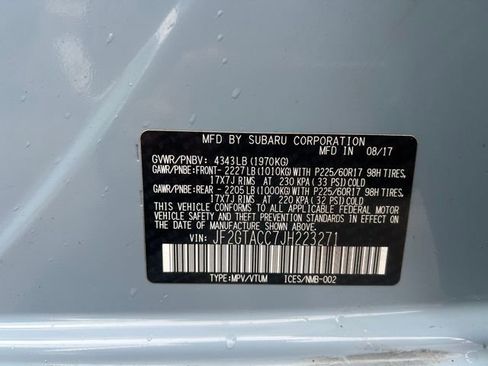 MFD BY SUBARU CORPORATION
MFD IN 08/17
GVWR/PNBV: 4343LB(1970KG)
GAWR/PNBE:FRONT- 2227LB(1010KG)WITH P225/60R17 98H TIRES,
17X7J RIMS AT 230 KPA(33 PSI)COLD
GAWR/PNBE:REAR - 2205LB(1000KG)WITH P225/60R17 98H TIRES,
17X7J RIMS AT 220 KPA(32 PSI)COLD
THIS VEHICLE CONFORMS TO ALL APPLICABLE FEDERAL MOTOR
VEHICLE SAFETY AND THEFT PREVENTION STANDARDS IN EFFECT
ON THE DATE OF MANUFACTURE SHOWN ABOVE.
VIN: JF2GTACC7JH223271
TYPE:MPV/VTUM ICES/NMB-002